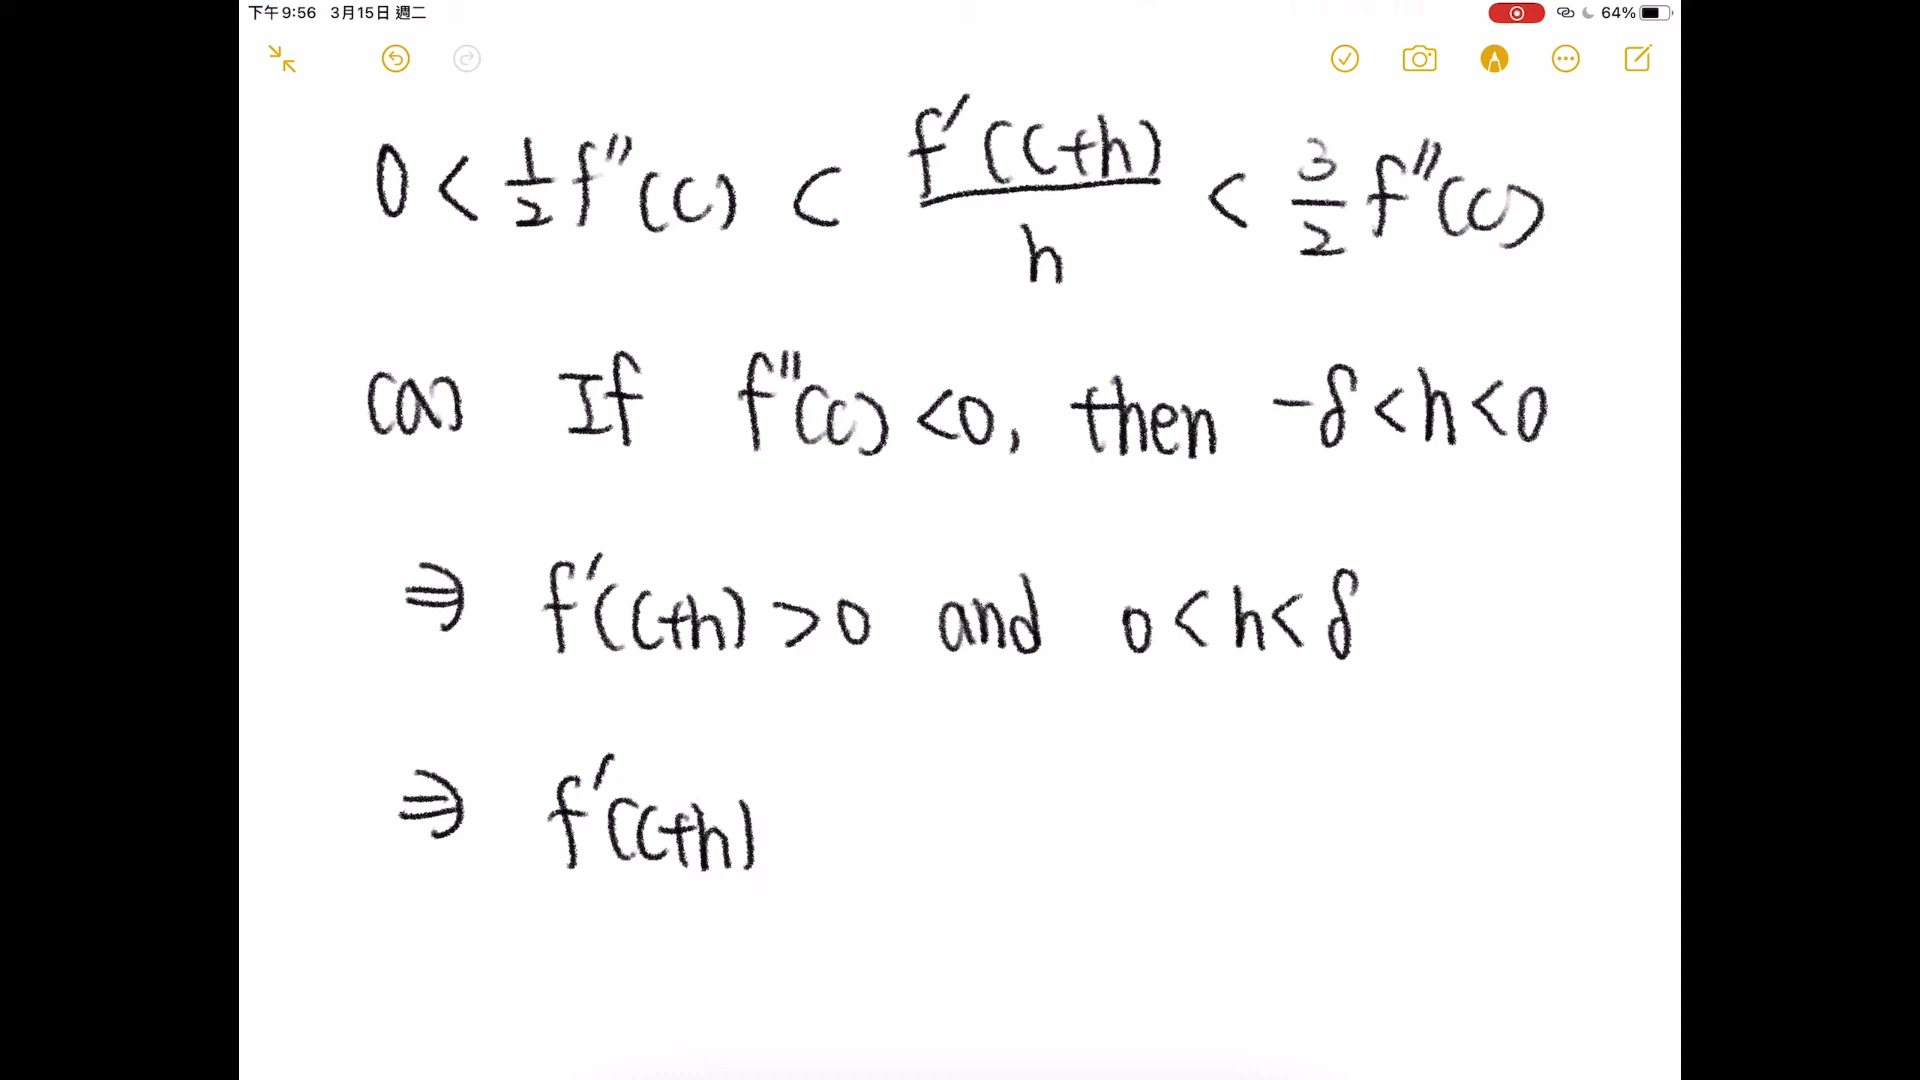 下午9:56 3月15日 週二 64%
0 < 1/2 f''(c) < f'(c+h)/h < 3/2 f''(c)
(a) If f''(c) <0, then -δ < h < 0
⇒ f'(c+h) > 0 and 0 < h < δ
⇒ f'(c+h)